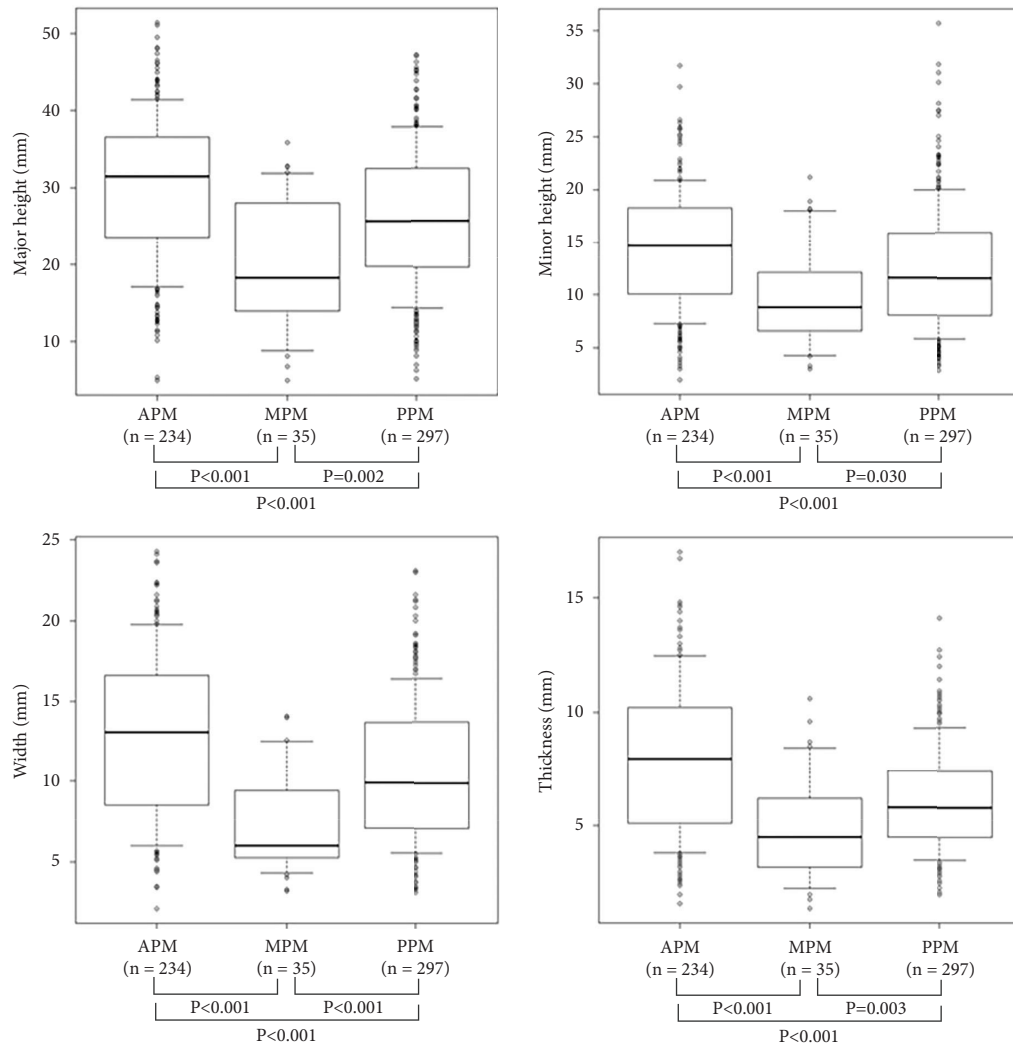 Major height (mm)
50
40
30
20
10
APM MPM PPM
(n = 234) (n = 35) (n = 297)
P<0.001 P=0.002
P<0.001
Minor height (mm)
35
30
25
20
15
10
5
APM MPM PPM
(n = 234) (n = 35) (n = 297)
P<0.001 P=0.030
P<0.001
Width (mm)
25
20
15
10
5
APM MPM PPM
(n = 234) (n = 35) (n = 297)
P<0.001 P<0.001
P<0.001
Thickness (mm)
15
10
5
APM MPM PPM
(n = 234) (n = 35) (n = 297)
P<0.001 P=0.003
P<0.001